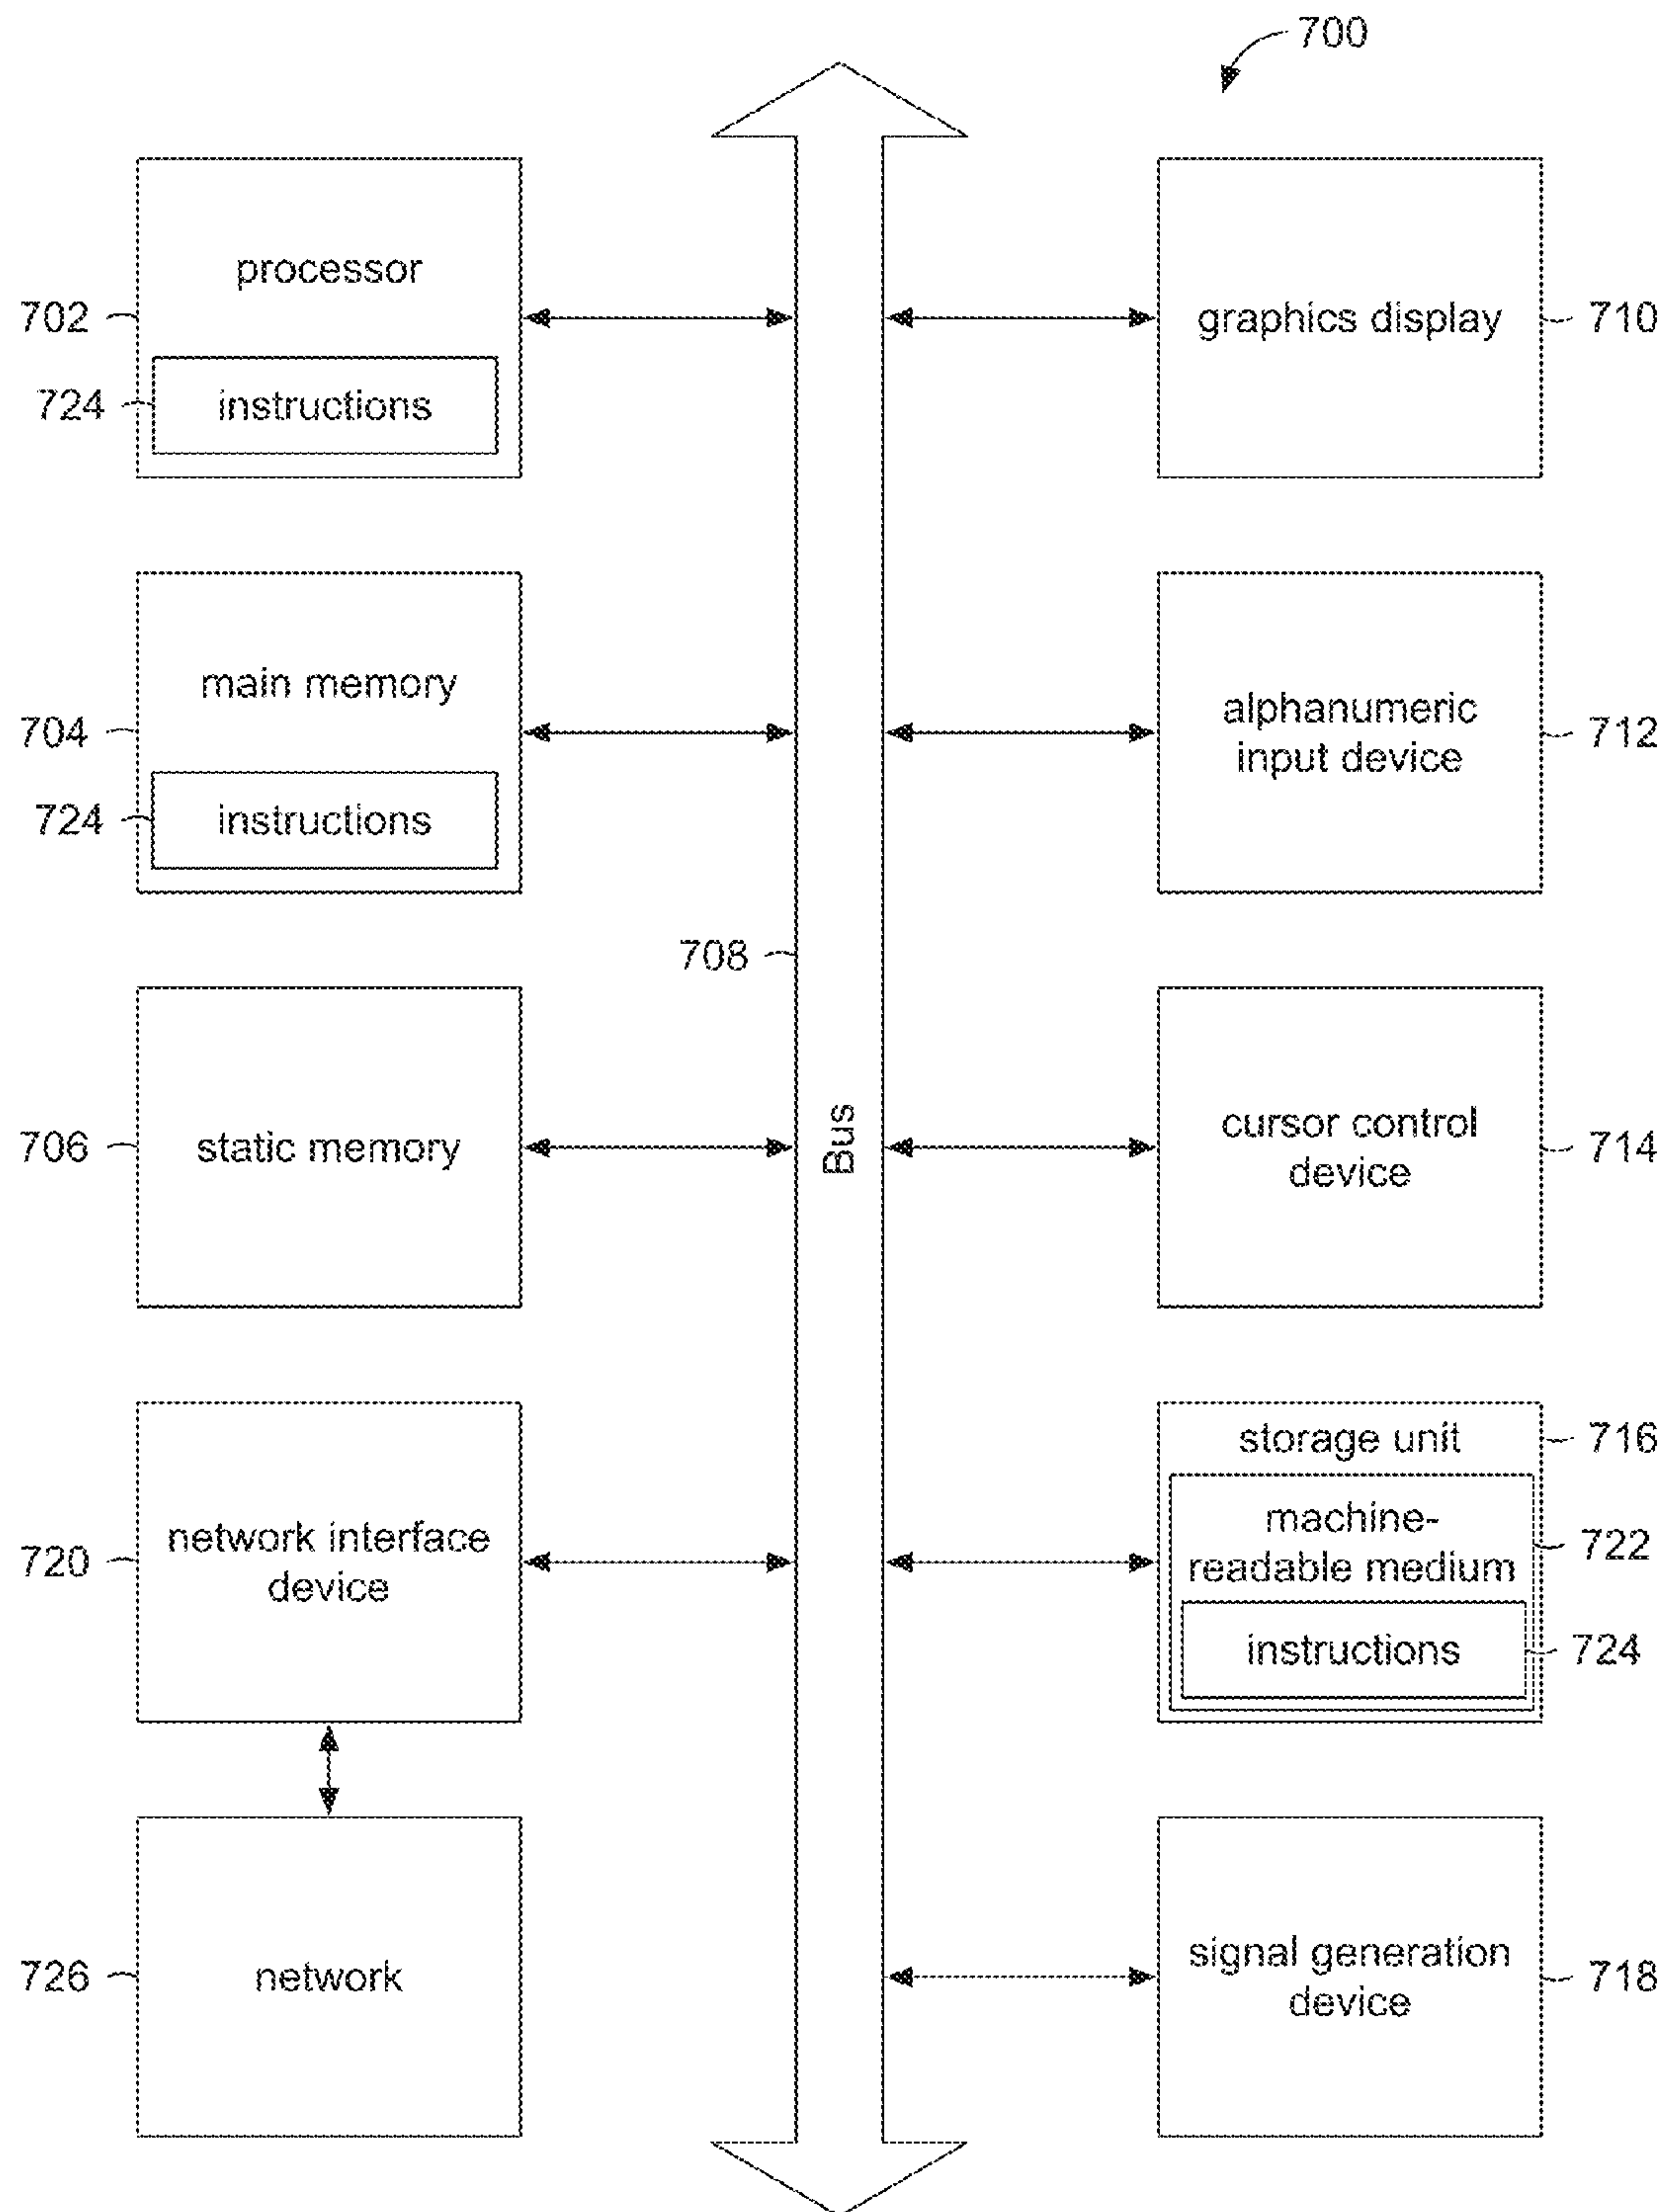 700
processor
702
724
instructions
graphics display
710
main memory
704
724
instructions
alphanumeric
input device
712
708
Bus
706
static memory
cursor control
device
714
720
network interface
device
storage unit
716
machine-
readable medium
722
instructions
724
726
network
signal generation
device
718